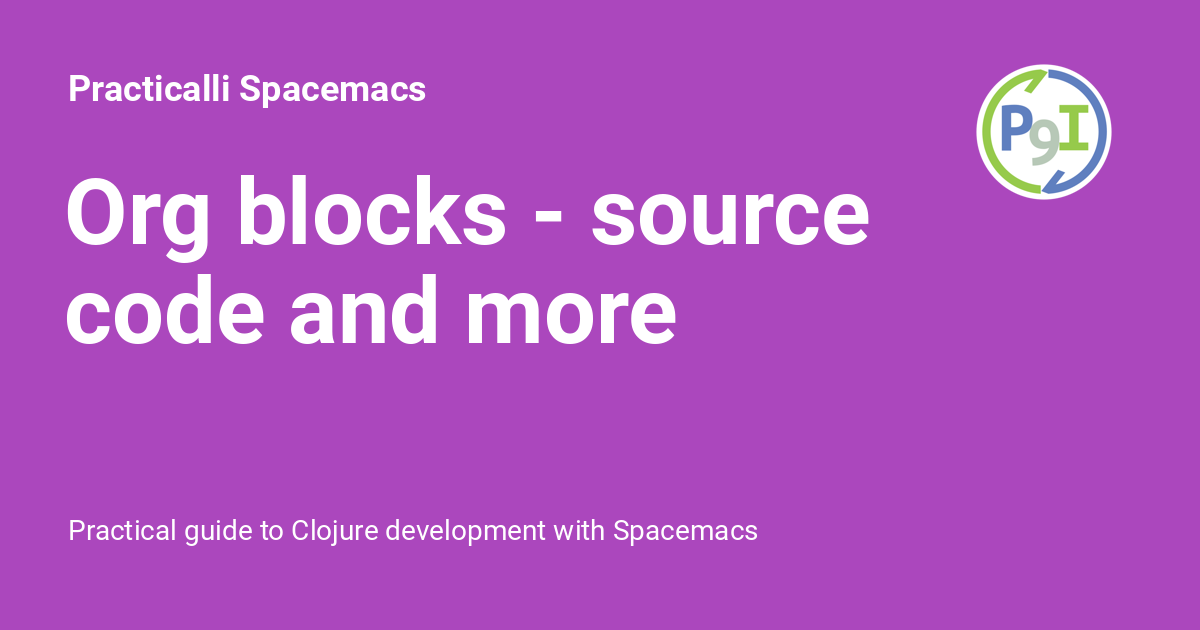 Practicalli Spacemacs
P9I
Org blocks - source
code and more
Practical guide to Clojure development with Spacemacs